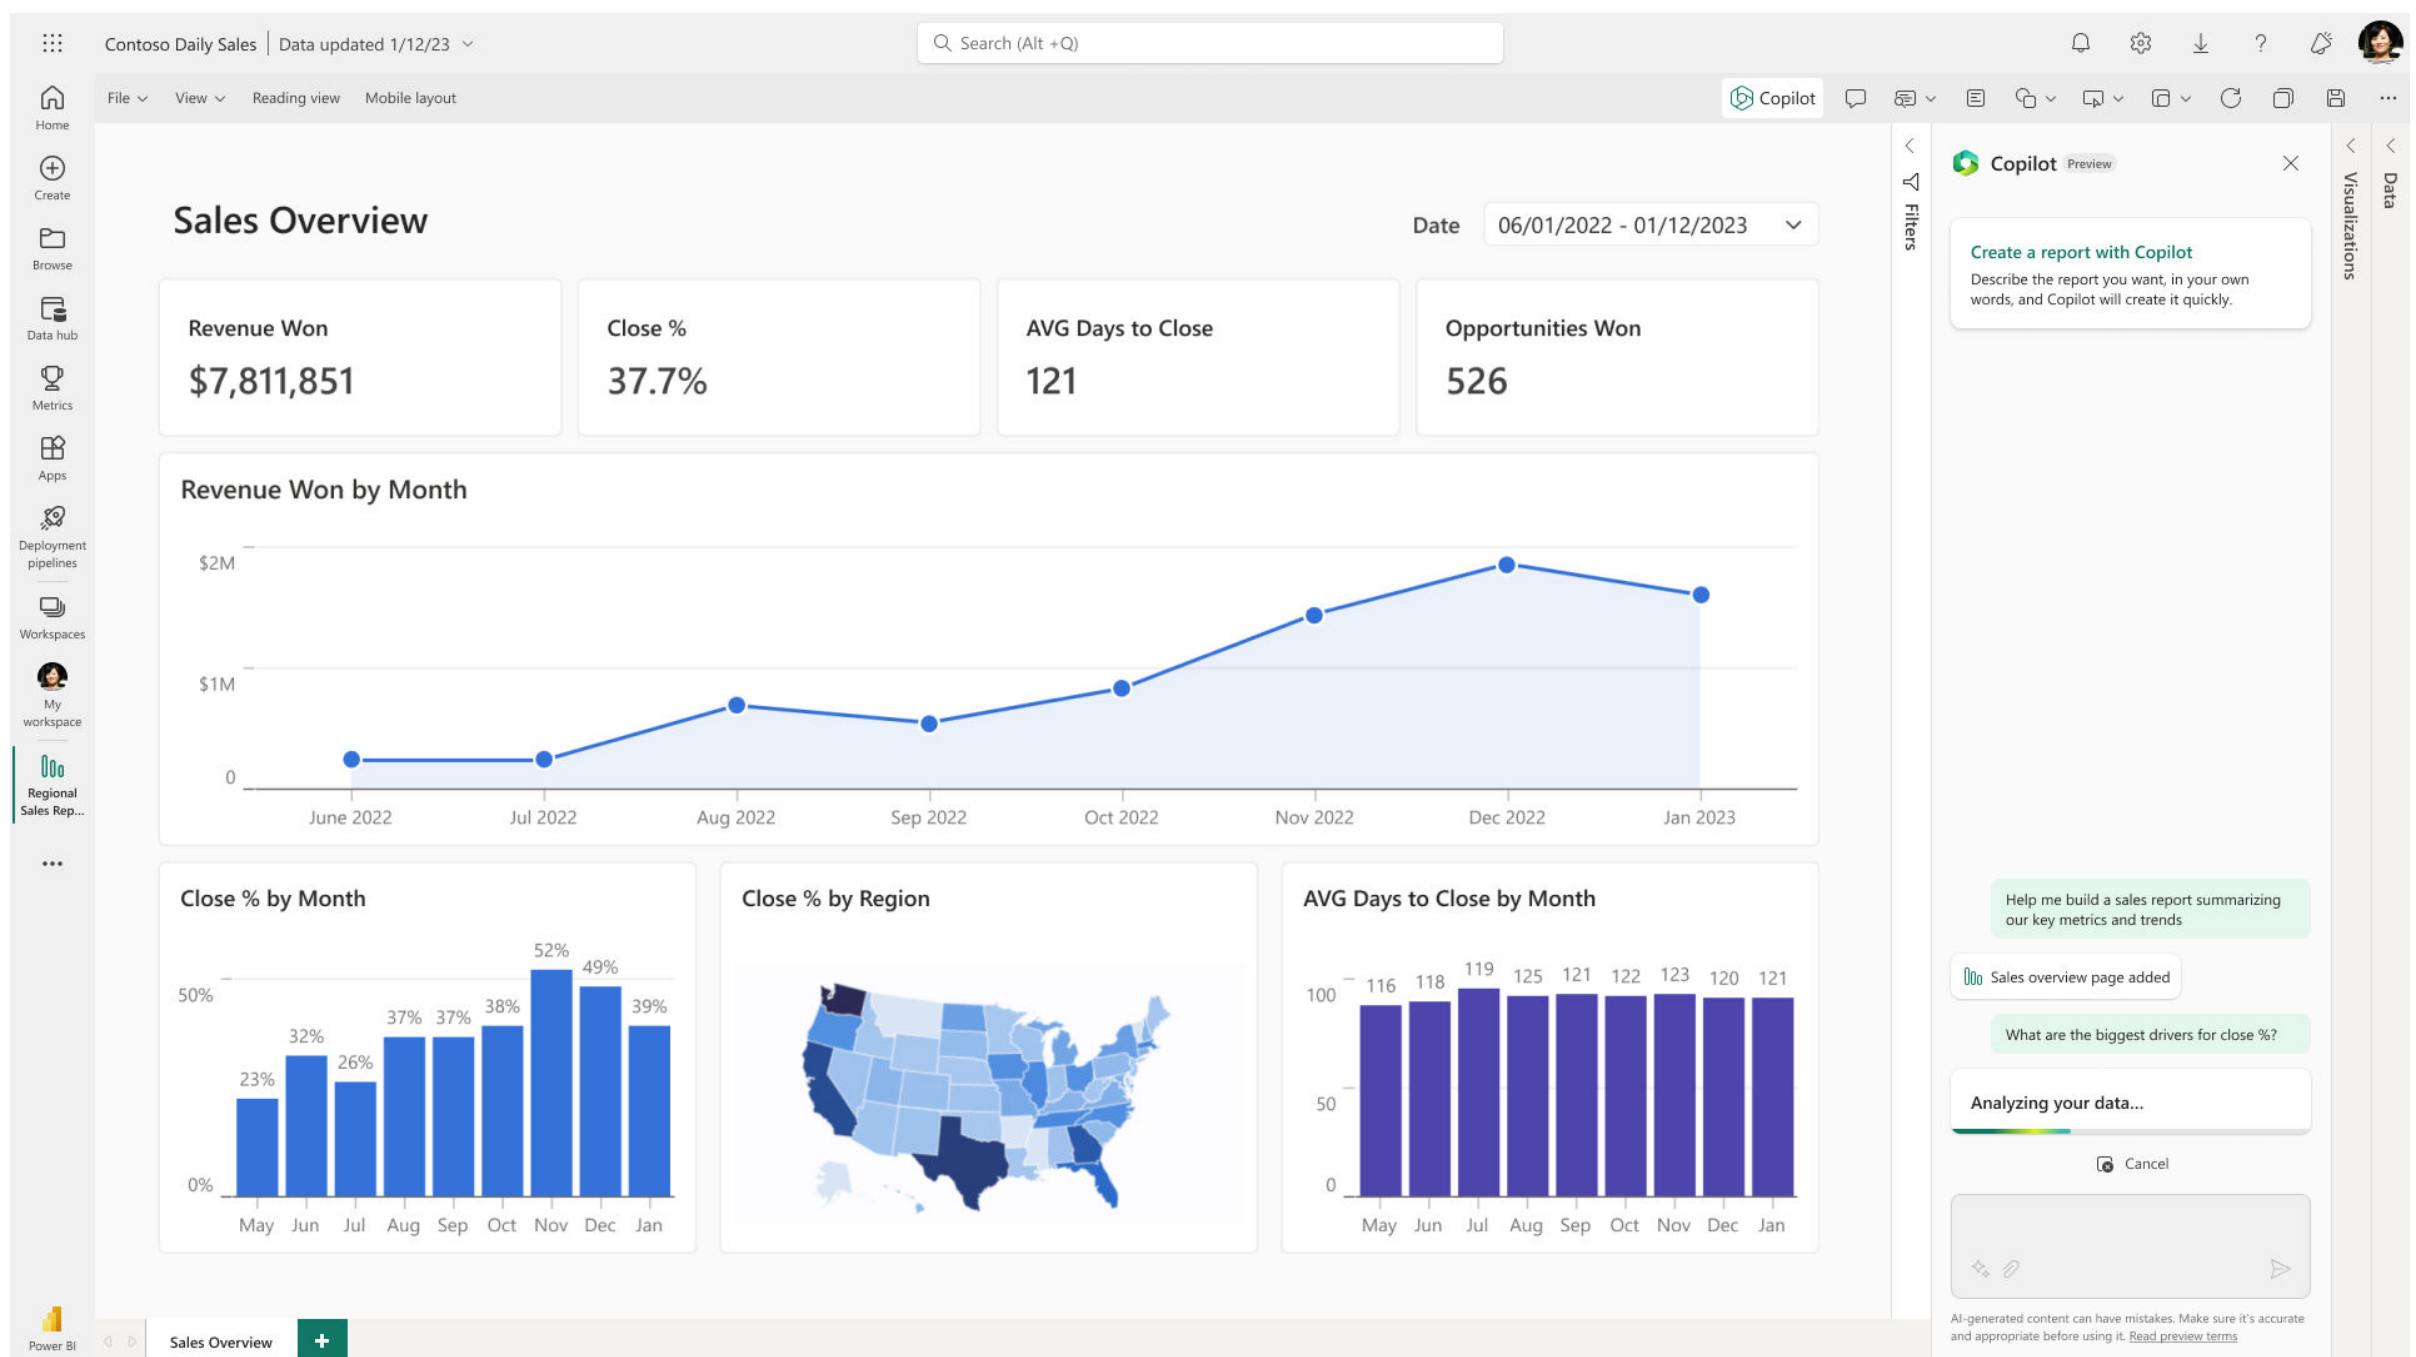 Contoso Daily Sales | Data updated 1/12/23
Search (Alt +Q)
File
View
Reading view
Mobile layout
Copilot
Home
Create
Browse
Data hub
Metrics
Apps
Deployment
pipelines
Workspaces
My
workspace
Regional
Sales Rep...
Power BI
Sales Overview
Date
06/01/2022 - 01/12/2023
Revenue Won
$7,811,851
Close %
37.7%
AVG Days to Close
121
Opportunities Won
526
Revenue Won by Month
$2M
$1M
0
June 2022
Jul 2022
Aug 2022
Sep 2022
Oct 2022
Nov 2022
Dec 2022
Jan 2023
Close % by Month
50%
0%
23%
32%
26%
37%
37%
38%
52%
49%
39%
May
Jun
Jul
Aug
Sep
Oct
Nov
Dec
Jan
Close % by Region
AVG Days to Close by Month
100
50
0
116
118
119
125
121
122
123
120
121
May
Jun
Jul
Aug
Sep
Oct
Nov
Dec
Jan
Sales Overview
Filters
Copilot
Preview
Create a report with Copilot
Describe the report you want, in your own
words, and Copilot will create it quickly.
Help me build a sales report summarizing
our key metrics and trends
Sales overview page added
What are the biggest drivers for close %?
Analyzing your data...
Cancel
AI-generated content can have mistakes. Make sure it's accurate
and appropriate before using it. Read preview terms
Visualizations
Data